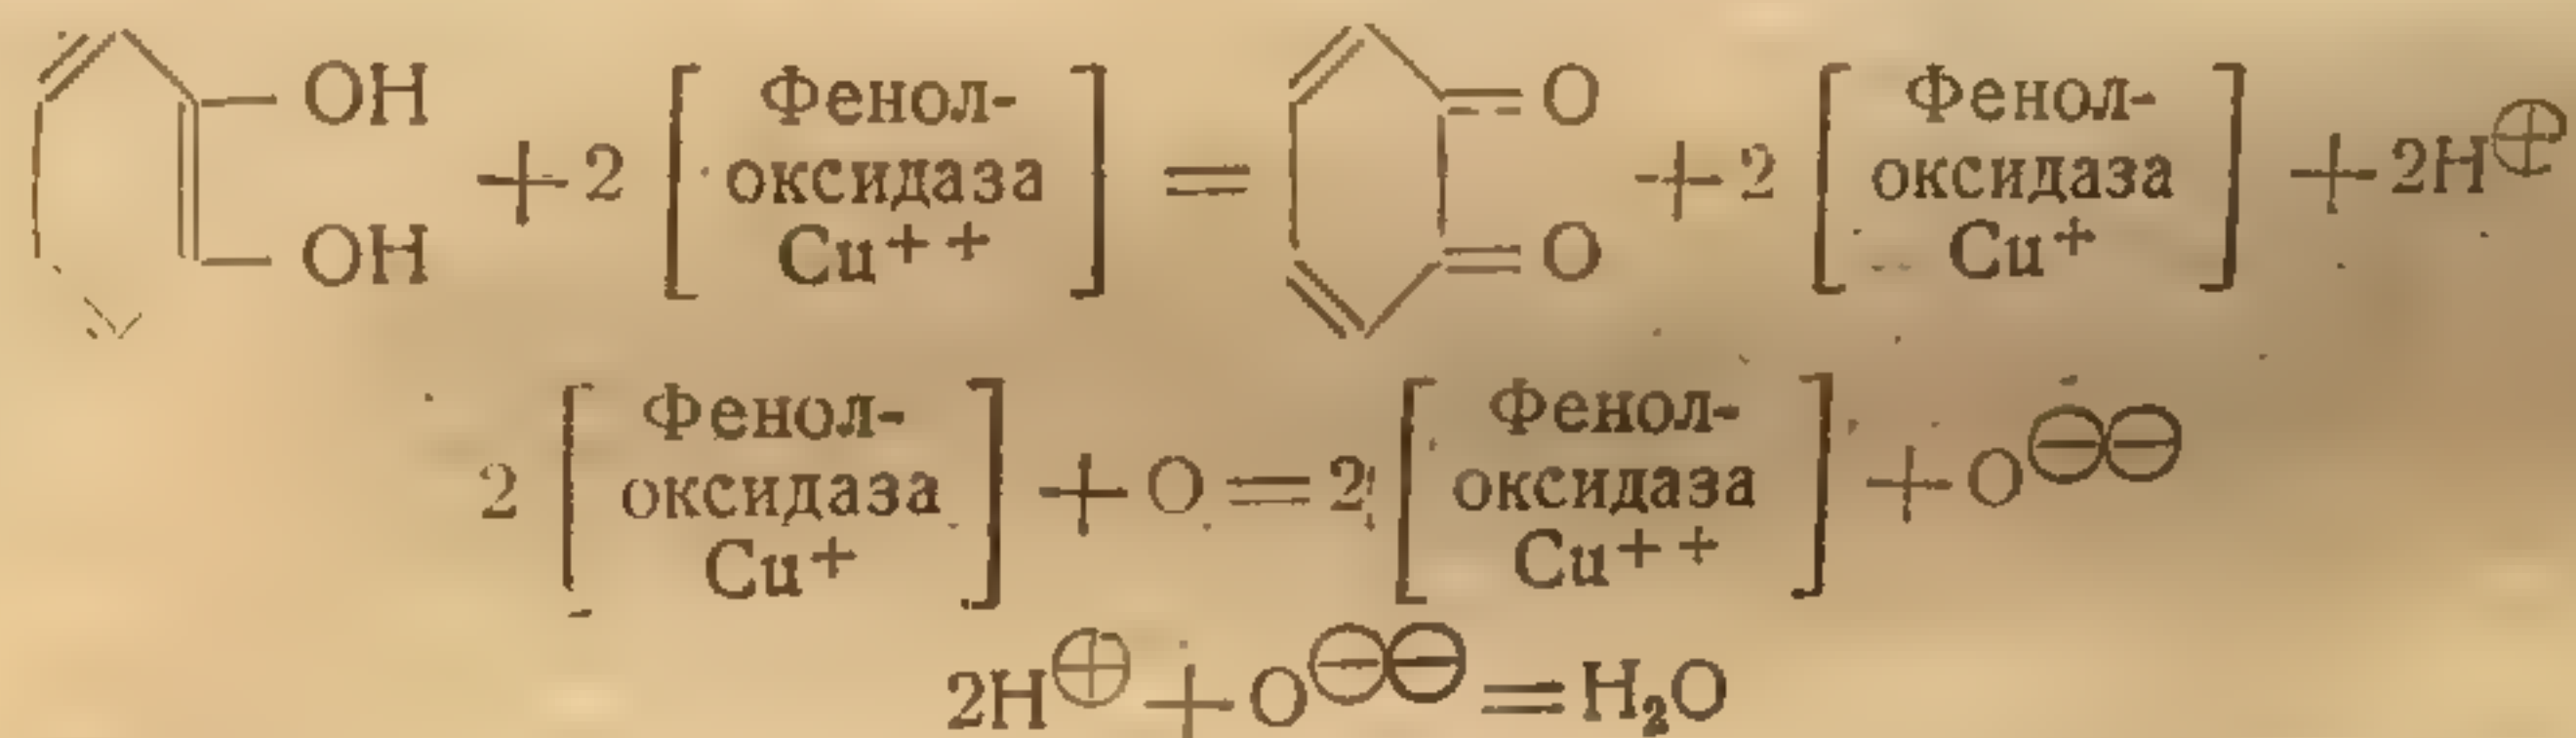 OH Фенол- O Фенол-
+ 2 [ оксидаза ] = + 2 [ оксидаза ] + 2H⊕
OH Cu++ O Cu+
Фенол- Фенол-
2 [ оксидаза ] + O = 2 [ оксидаза ] + O⊖⊖
Cu+ Cu++
2H⊕ + O⊖⊖ = H₂O